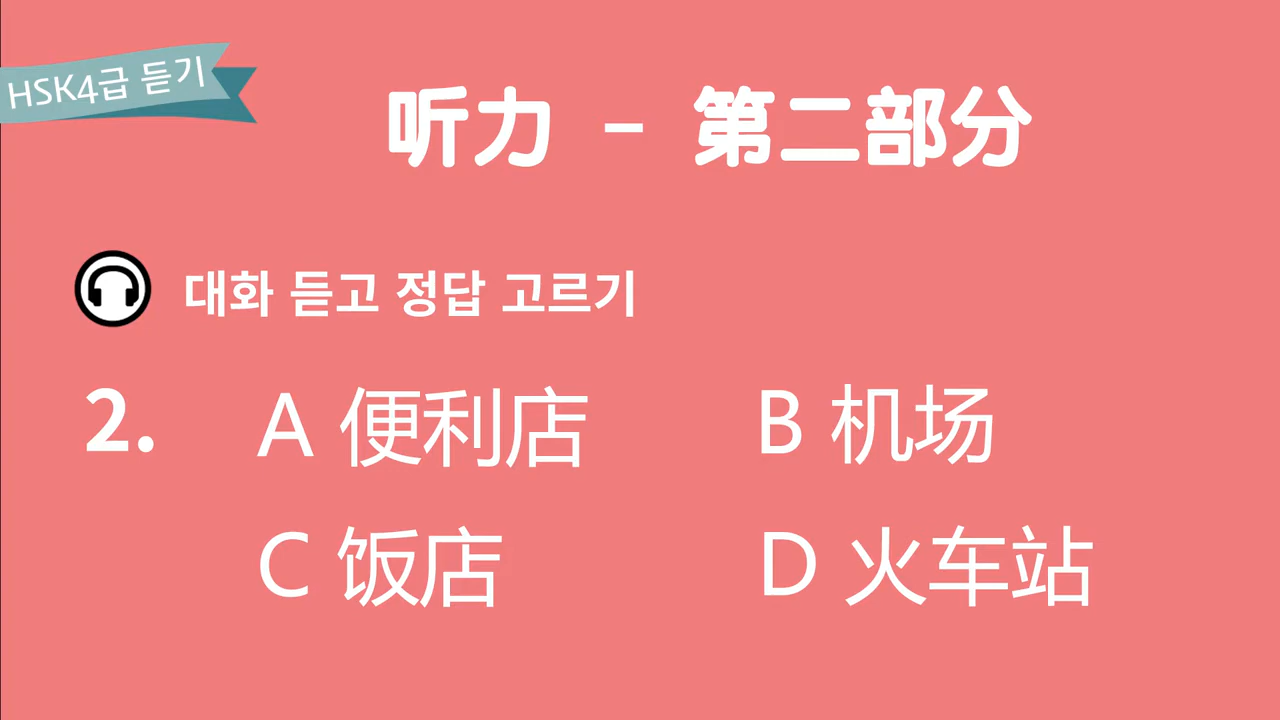 HSK4급 듣기
听力 - 第二部分
대화 듣고 정답 고르기
2. A 便利店 B 机场
C 饭店 D 火车站